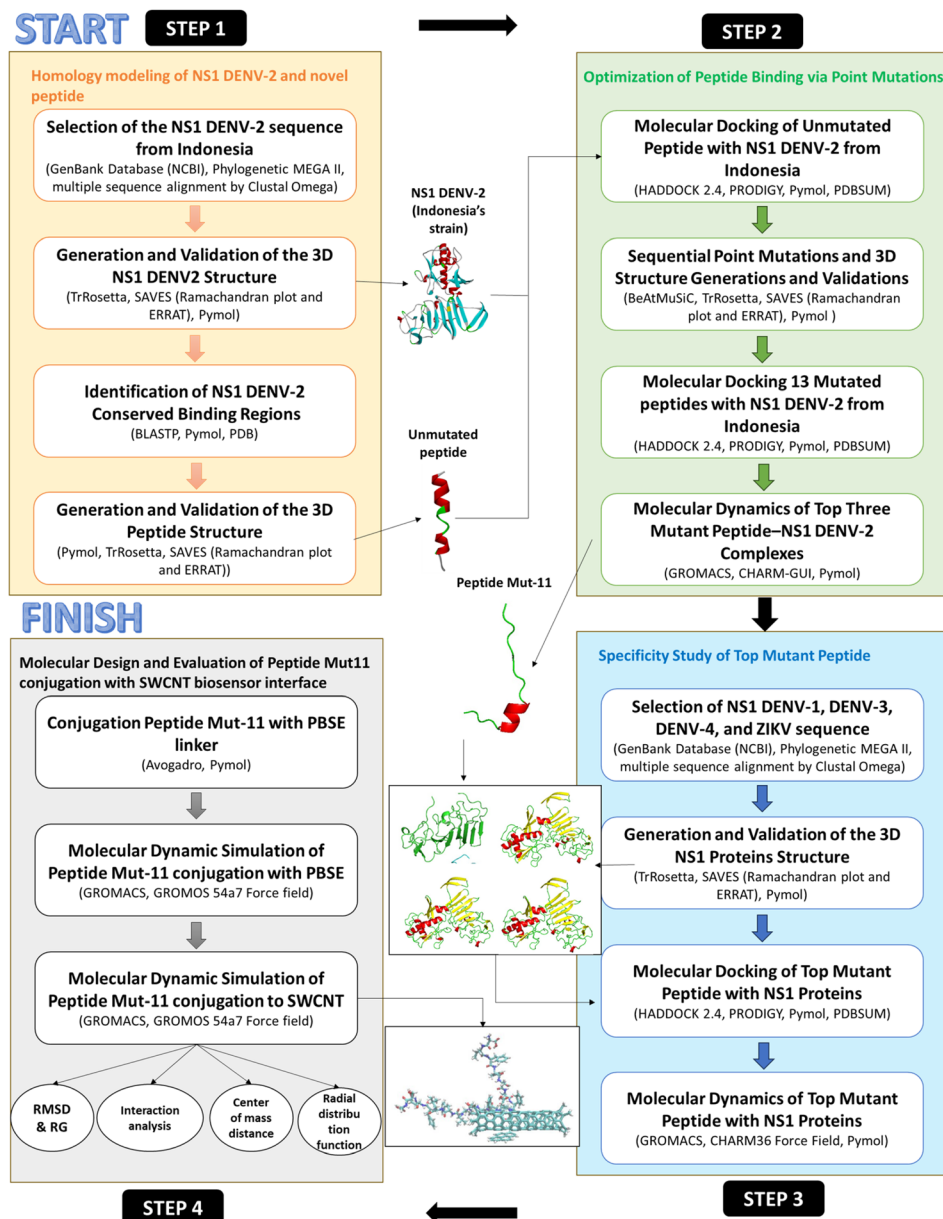 START
STEP 1
Homology modeling of NS1 DENV-2 and novel
peptide
Selection of the NS1 DENV-2 sequence
from Indonesia
(GenBank Database (NCBI), Phylogenetic MEGA II,
multiple sequence alignment by Clustal Omega)
Generation and Validation of the 3D
NS1 DENV2 Structure
(TrRosetta, SAVES (Ramachandran plot
and ERRAT), Pymol)
Identification of NS1 DENV-2
Conserved Binding Regions
(BLASTP, Pymol, PDB)
Generation and Validation of the 3D
Peptide Structure
(Pymol, TrRosetta, SAVES (Ramachandran plot
and ERRAT))
NS1 DENV-2
(Indonesia's
strain)
Unmutated
peptide
Peptide Mut-11
STEP 2
Optimization of Peptide Binding via Point Mutations
Molecular Docking of Unmutated
Peptide with NS1 DENV-2 from
Indonesia
(HADDOCK 2.4, PRODIGY, Pymol, PDBSUM)
Sequential Point Mutations and 3D
Structure Generations and Validations
(BeAtMuSiC, TrRosetta, SAVES (Ramachandran
plot and ERRAT), Pymol )
Molecular Docking 13 Mutated
peptides with NS1 DENV-2 from
Indonesia
(HADDOCK 2.4, PRODIGY, Pymol, PDBSUM)
Molecular Dynamics of Top Three
Mutant Peptide–NS1 DENV-2
Complexes
(GROMACS, CHARM-GUI, Pymol)
Specificity Study of Top Mutant Peptide
Selection of NS1 DENV-1, DENV-3,
DENV-4, and ZIKV sequence
(GenBank Database (NCBI), Phylogenetic MEGA II,
multiple sequence alignment by Clustal Omega)
Generation and Validation of the 3D
NS1 Proteins Structure
(TrRosetta, SAVES (Ramachandran plot and
ERRAT), Pymol)
Molecular Docking of Top Mutant
Peptide with NS1 Proteins
(HADDOCK 2.4, PRODIGY, Pymol, PDBSUM)
Molecular Dynamics of Top Mutant
Peptide with NS1 Proteins
(GROMACS, CHARM36 Force Field, Pymol)
STEP 3
FINISH
Molecular Design and Evaluation of Peptide Mut11
conjugation with SWCNT biosensor interface
Conjugation Peptide Mut-11 with PBSE
linker
(Avogadro, Pymol)
Molecular Dynamic Simulation of
Peptide Mut-11 conjugation with PBSE
(GROMACS, GROMOS 54a7 Force field)
Molecular Dynamic Simulation of
Peptide Mut-11 conjugation to SWCNT
(GROMACS, GROMOS 54a7 Force field)
RMSD
& RG
Interaction
analysis
Center
of mass
distance
Radial
distribu
tion
function
STEP 4